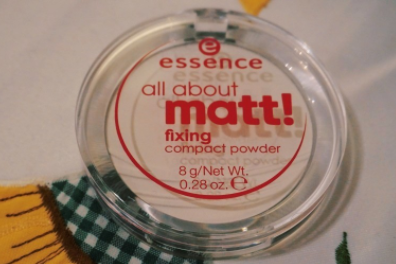 essence
all about
matt!
fixing
compact powder
8 g/Net Wt.
0.28 oz. ℮